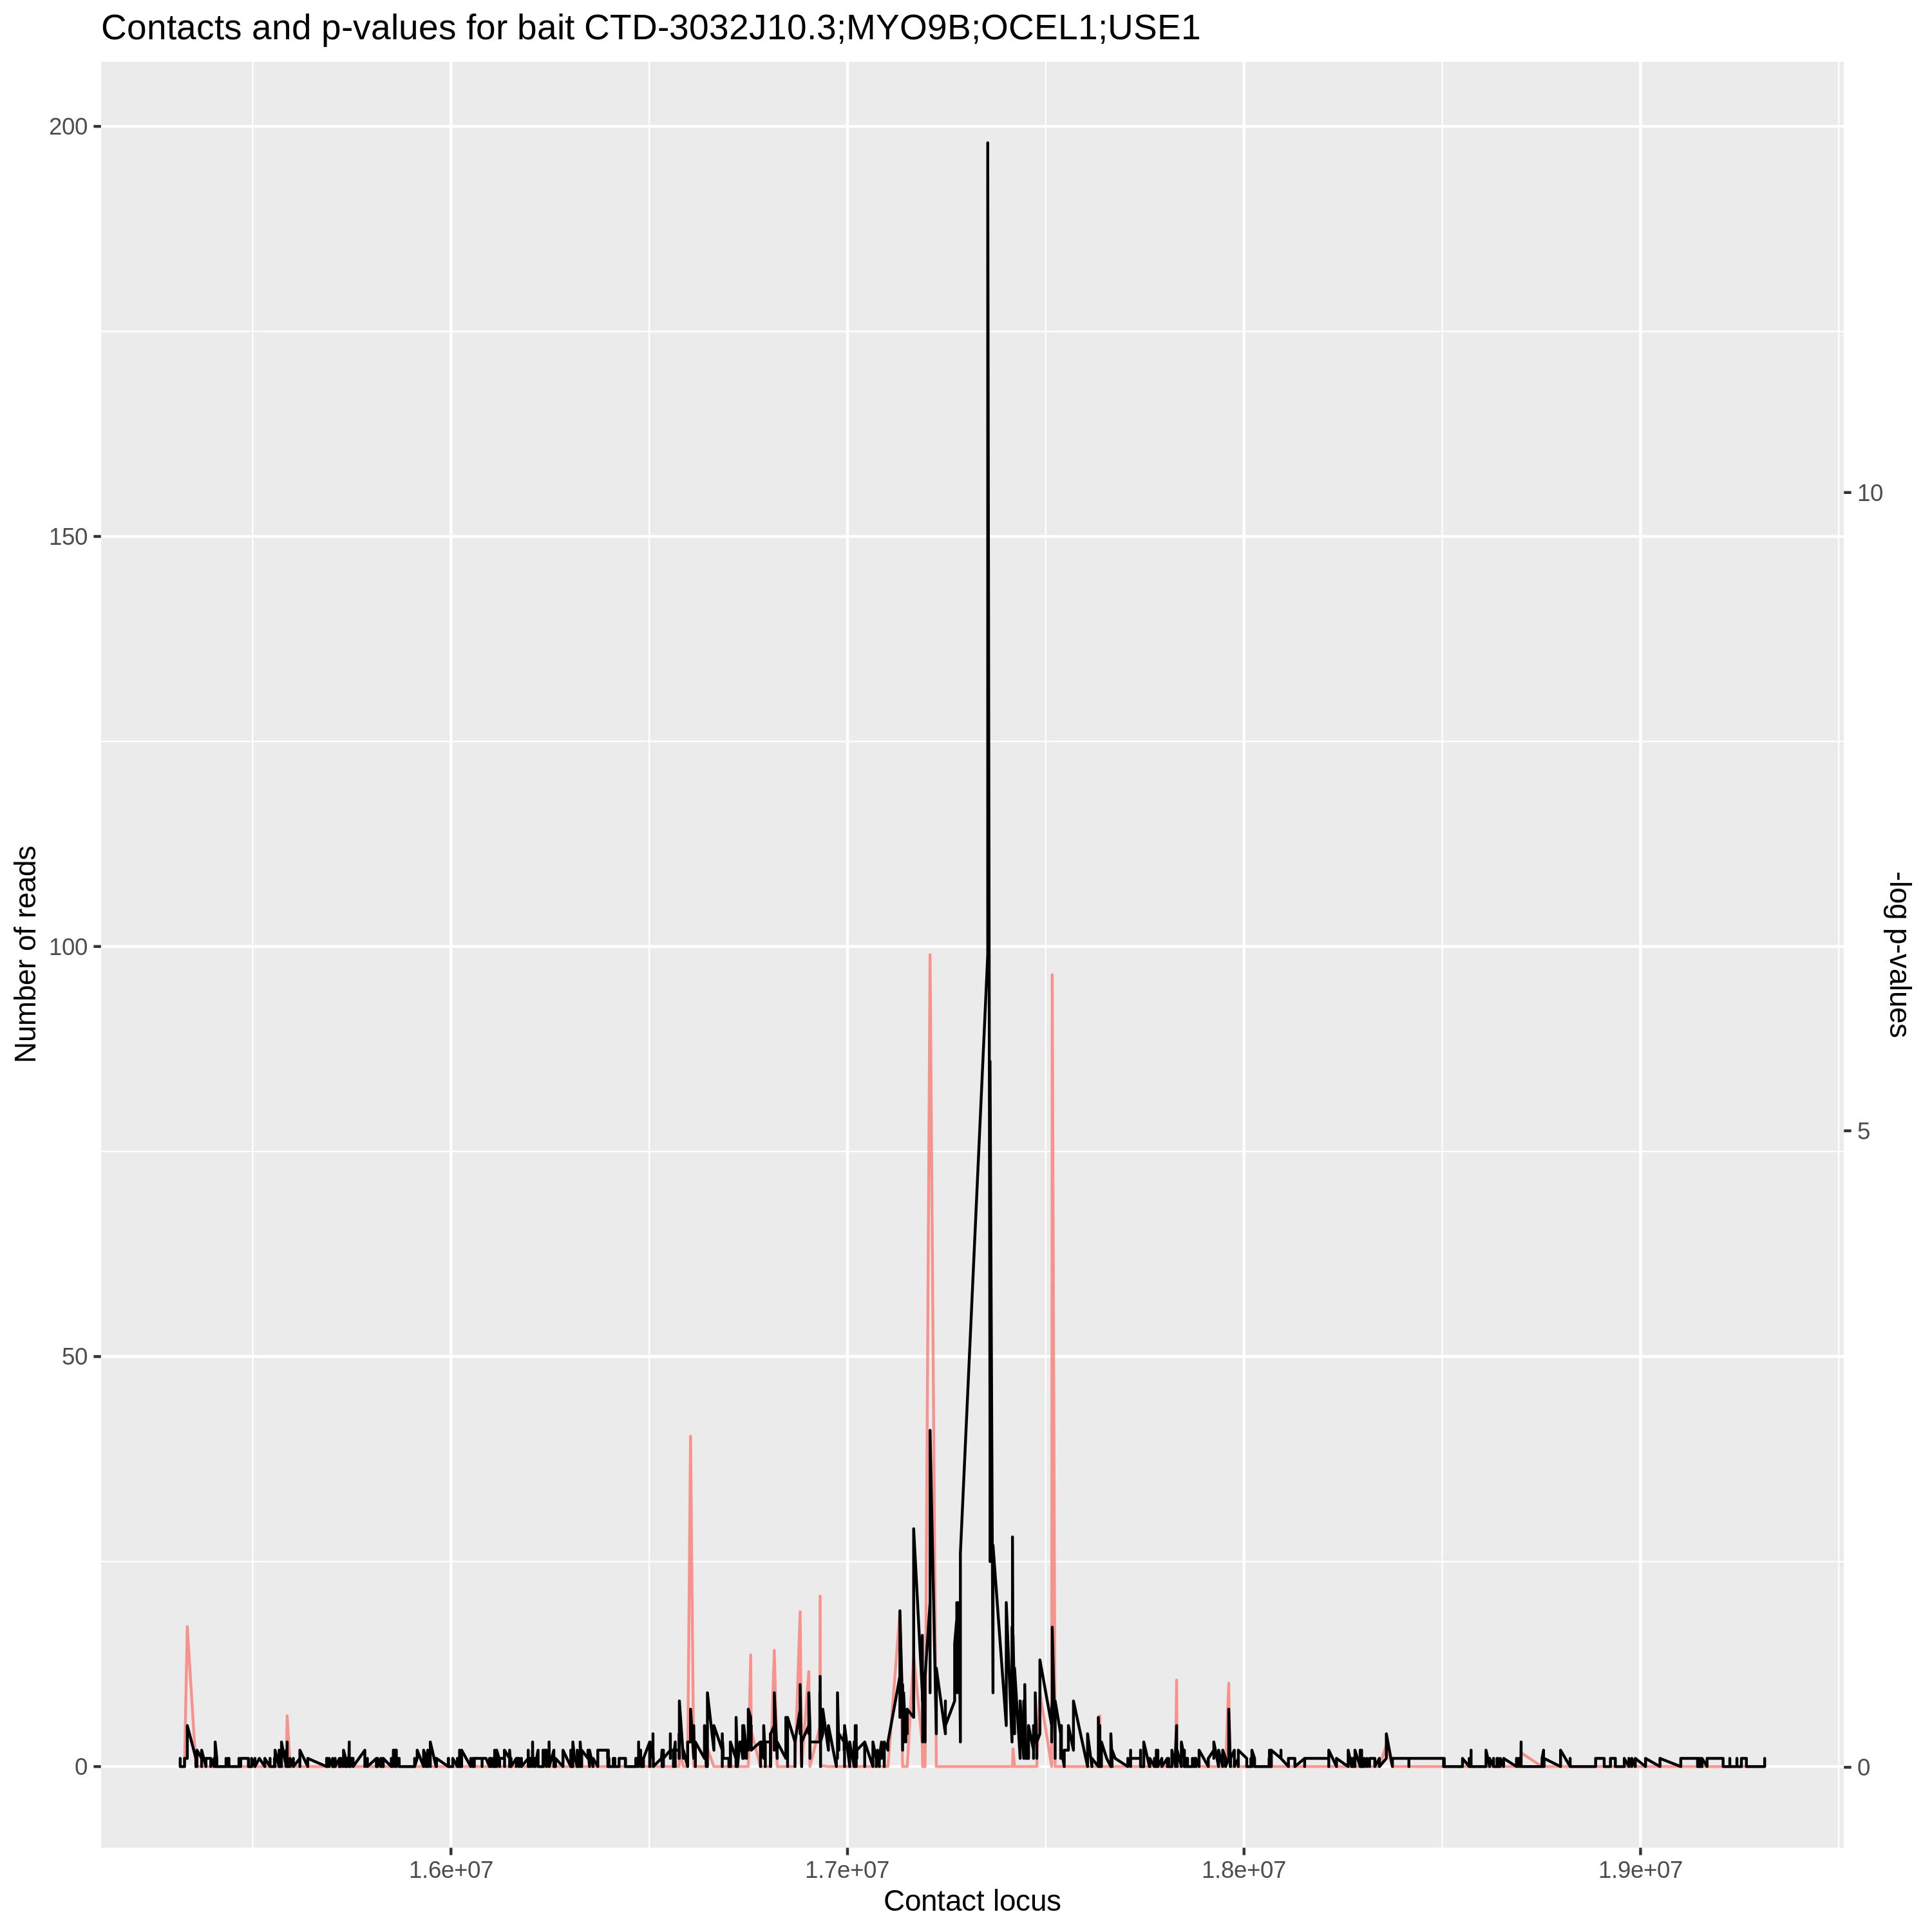 Contacts and p-values for bait CTD-3032J10.3;MYO9B;OCEL1;USE1
200
150
100
50
0
Number of reads
10
5
0
-log p-values
1.6e+07
1.7e+07
1.8e+07
1.9e+07
Contact locus